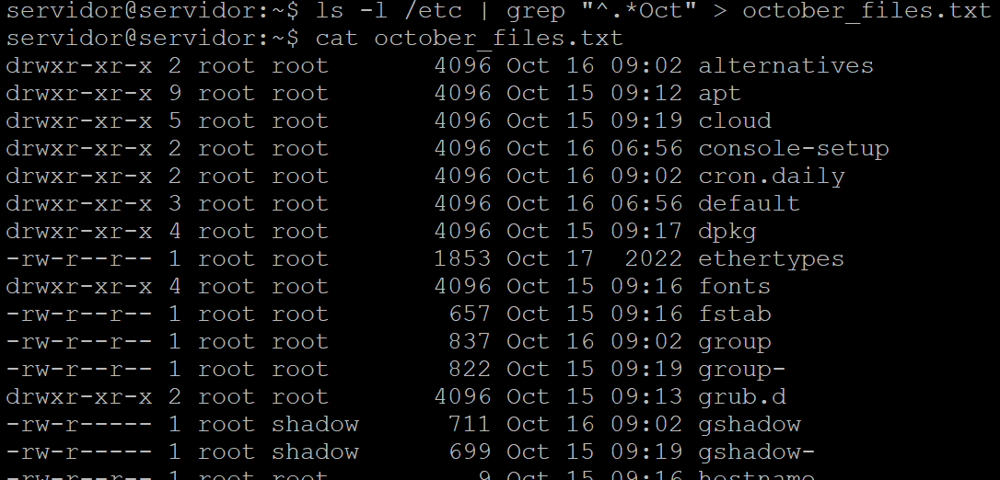 servidor@servidor:~$ ls -l /etc | grep "^.*Oct" > october_files.txt
servidor@servidor:~$ cat october_files.txt
drwxr-xr-x 2 root root       4096 Oct 16 09:02 alternatives
drwxr-xr-x 9 root root       4096 Oct 15 09:12 apt
drwxr-xr-x 5 root root       4096 Oct 15 09:19 cloud
drwxr-xr-x 2 root root       4096 Oct 16 06:56 console-setup
drwxr-xr-x 2 root root       4096 Oct 16 09:02 cron.daily
drwxr-xr-x 3 root root       4096 Oct 16 06:56 default
drwxr-xr-x 4 root root       4096 Oct 15 09:17 dpkg
-rw-r--r-- 1 root root       1853 Oct 17  2022 ethertypes
drwxr-xr-x 4 root root       4096 Oct 15 09:16 fonts
-rw-r--r-- 1 root root        657 Oct 15 09:16 fstab
-rw-r--r-- 1 root root        837 Oct 16 09:02 group
-rw-r--r-- 1 root root        822 Oct 15 09:19 group-
drwxr-xr-x 2 root root       4096 Oct 15 09:13 grub.d
-rw-r----- 1 root shadow      711 Oct 16 09:02 gshadow
-rw-r----- 1 root shadow      699 Oct 15 09:19 gshadow-
-rw-r--r-- 1 root root          9 Oct 15 09:16 hostname